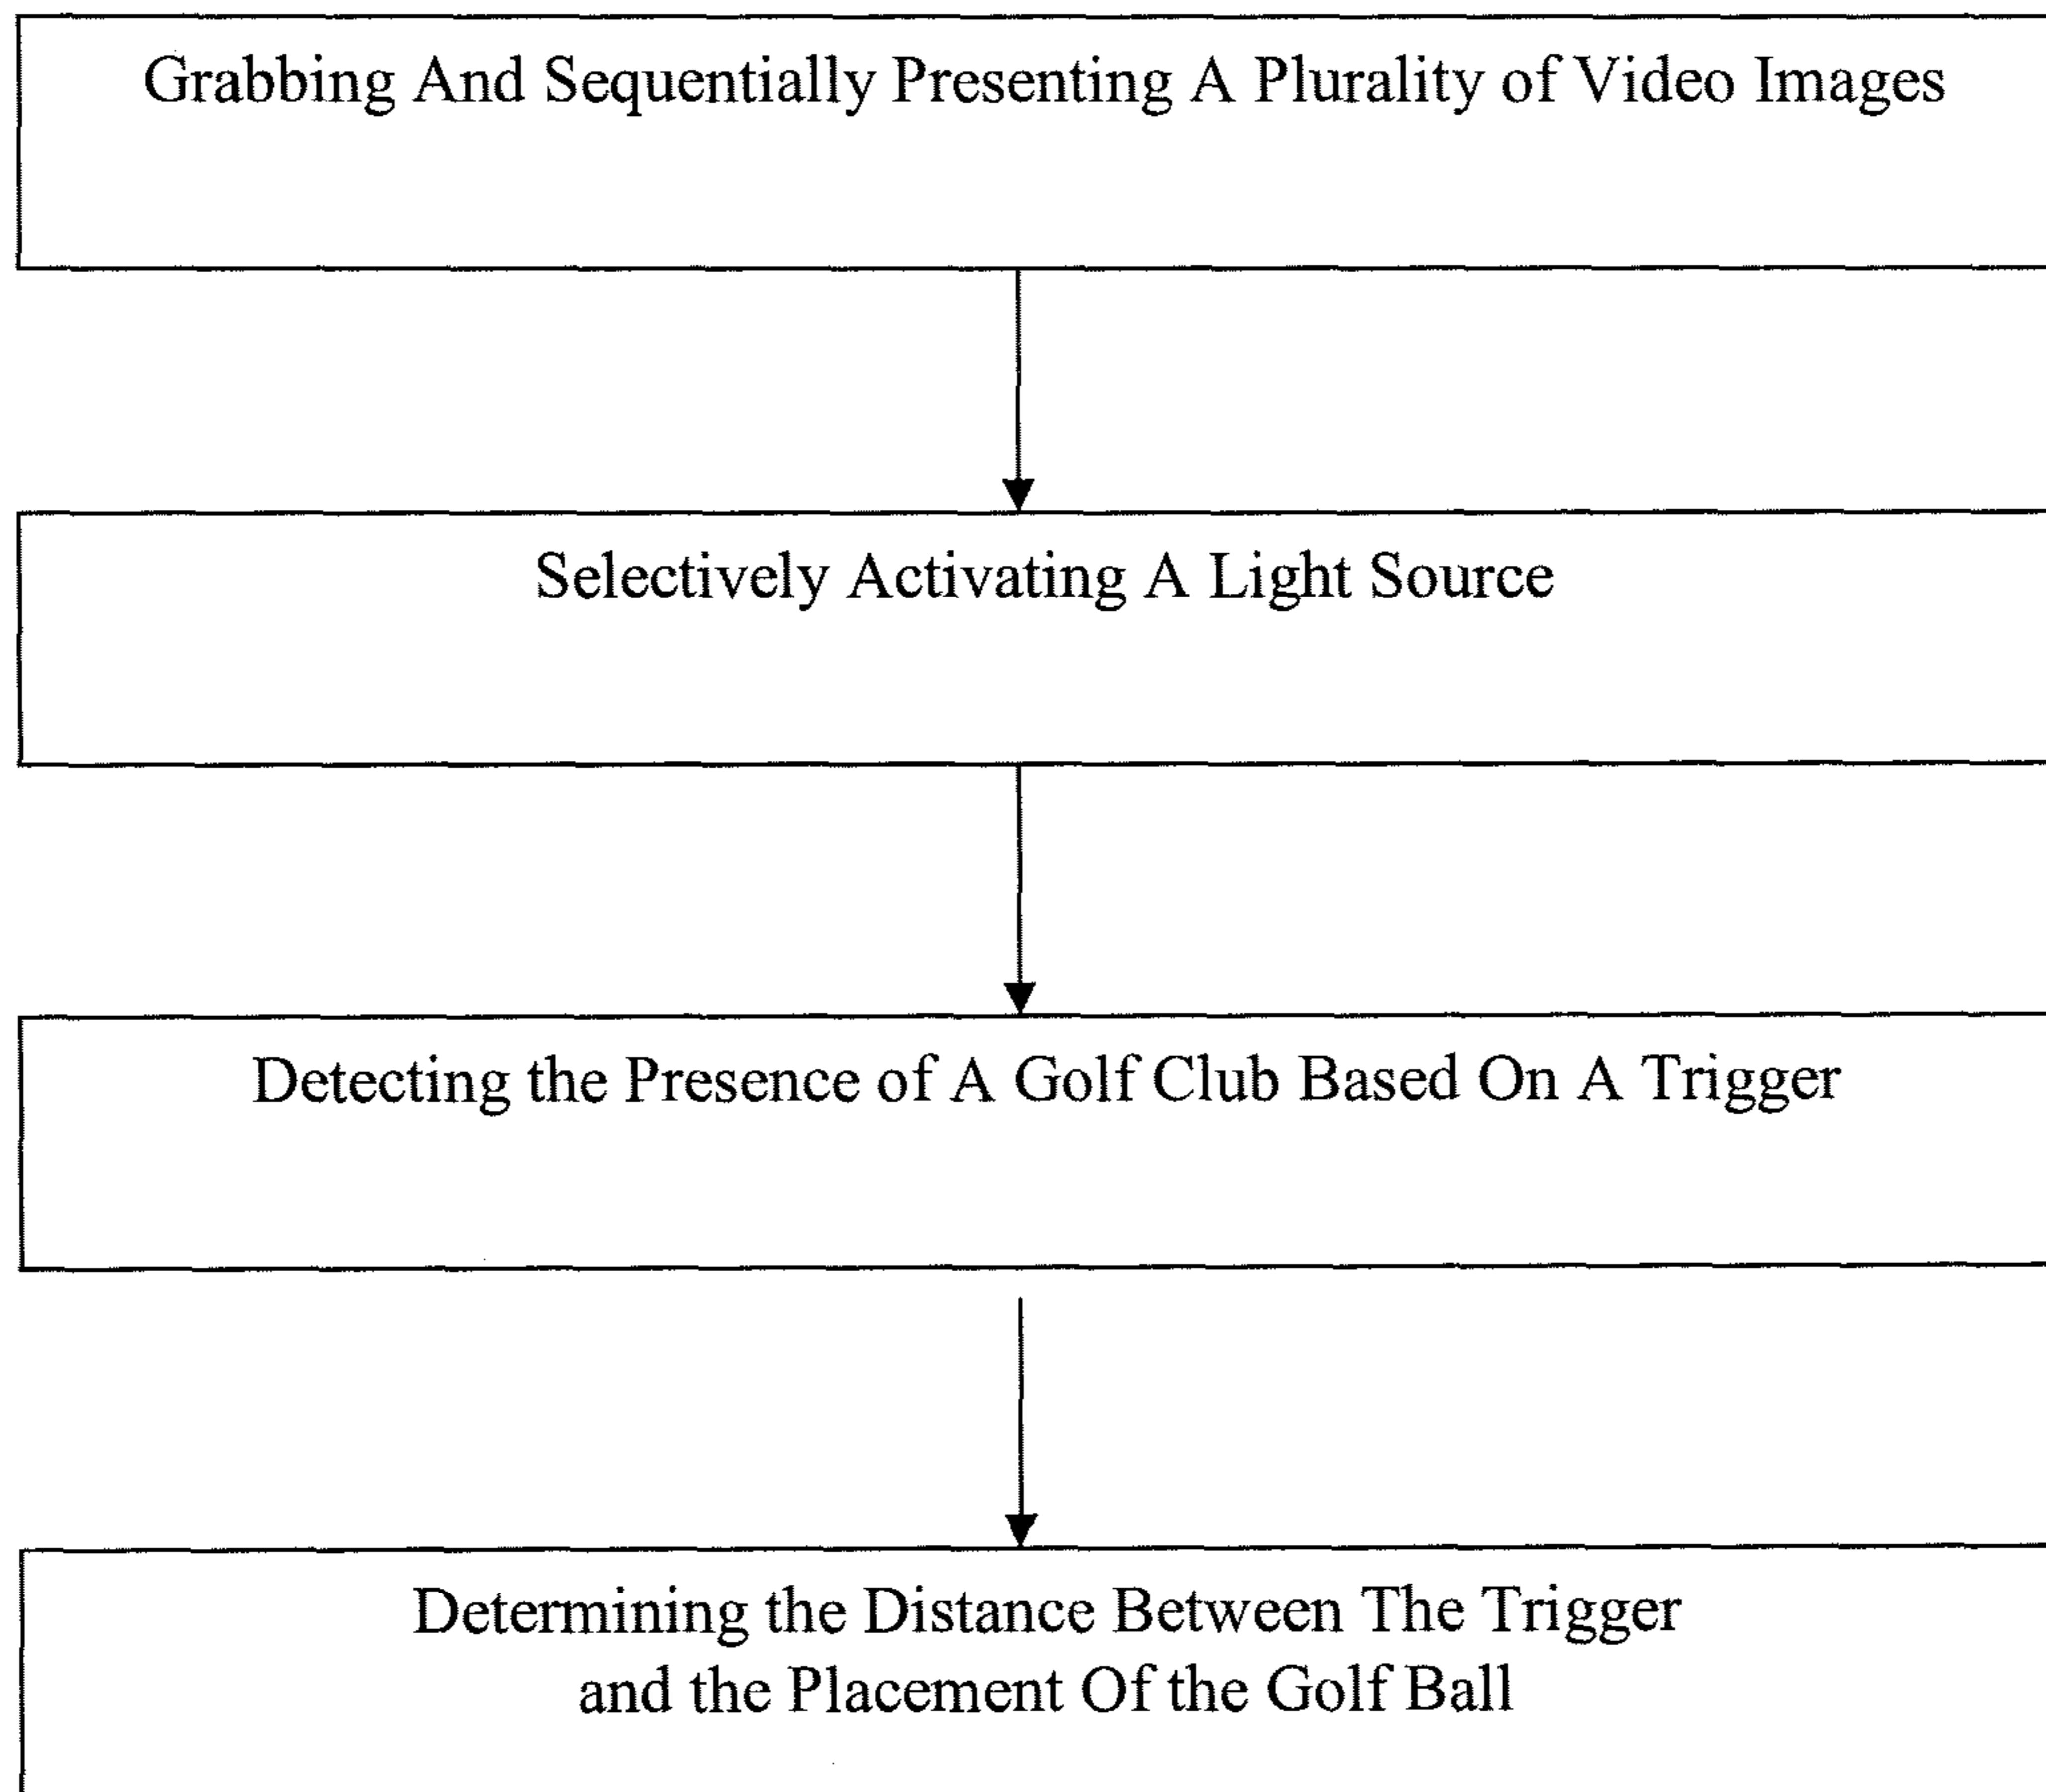 Grabbing And Sequentially Presenting A Plurality of Video Images
Selectively Activating A Light Source
Detecting the Presence of A Golf Club Based On A Trigger
Determining the Distance Between The Trigger
and the Placement Of the Golf Ball